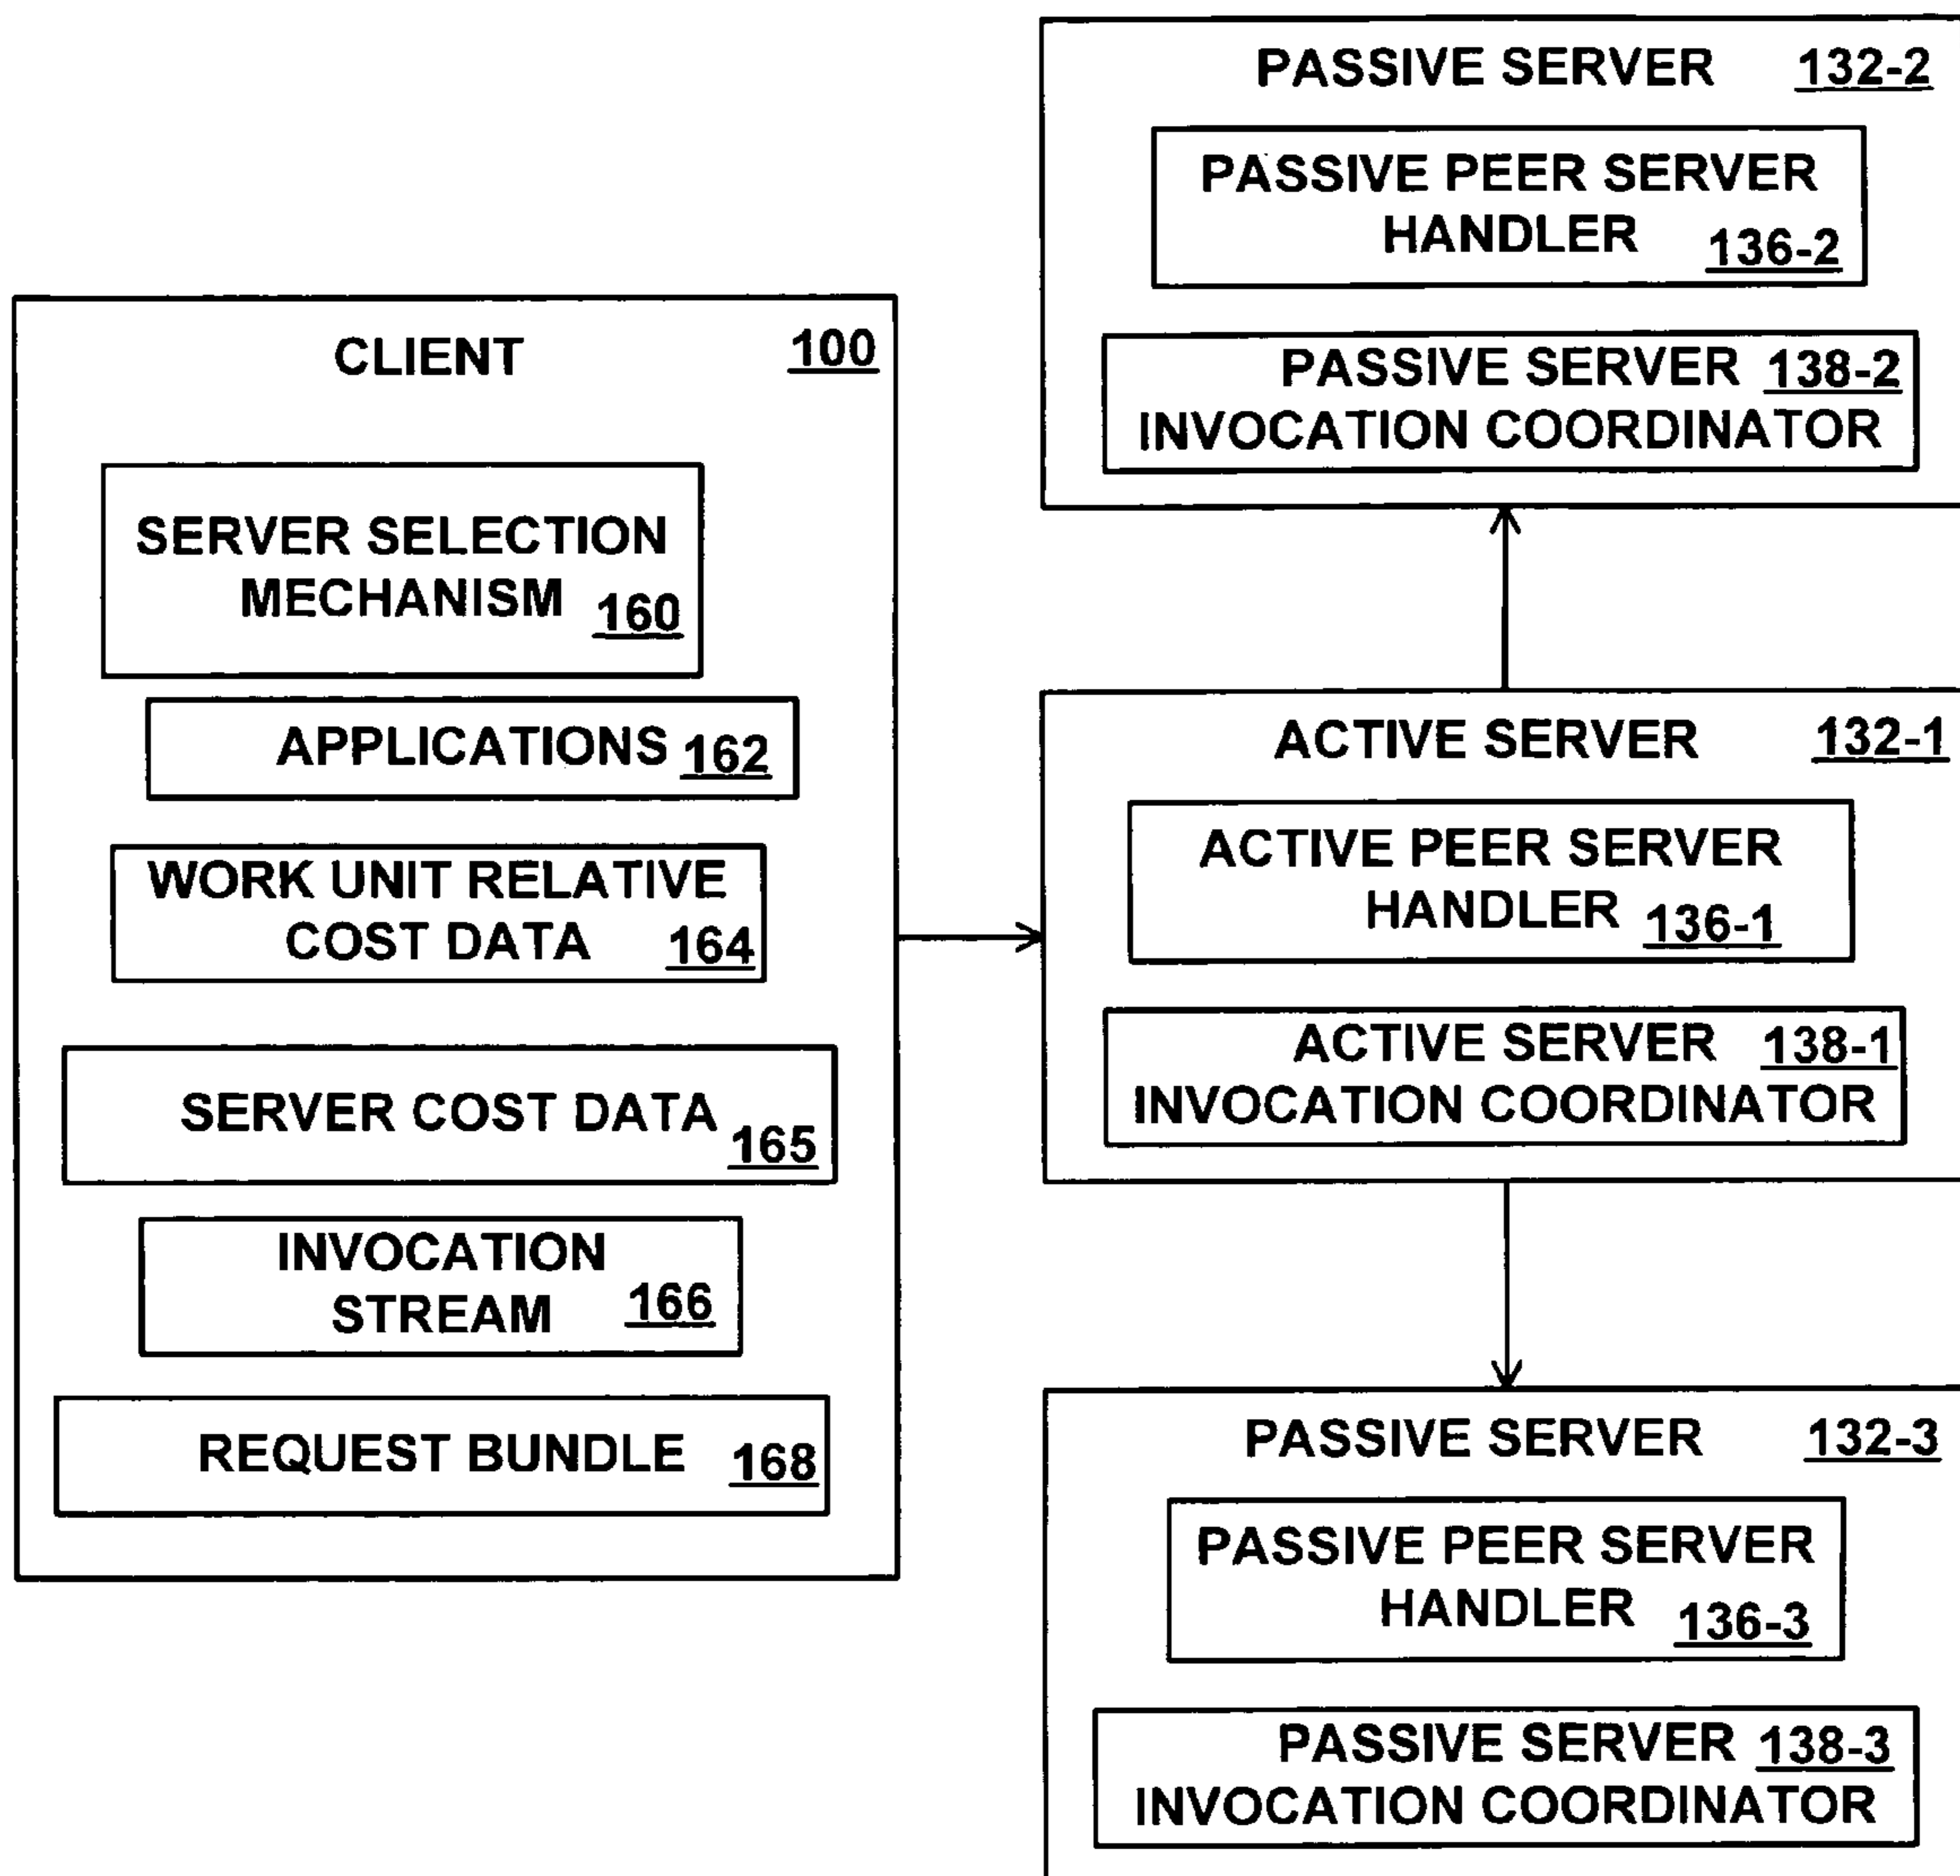 CLIENT 100
SERVER SELECTION
MECHANISM 160
APPLICATIONS 162
WORK UNIT RELATIVE
COST DATA 164
SERVER COST DATA 165
INVOCATION
STREAM 166
REQUEST BUNDLE 168
PASSIVE SERVER 132-2
PASSIVE PEER SERVER
HANDLER 136-2
PASSIVE SERVER 138-2
INVOCATION COORDINATOR
ACTIVE SERVER 132-1
ACTIVE PEER SERVER
HANDLER 136-1
ACTIVE SERVER 138-1
INVOCATION COORDINATOR
PASSIVE SERVER 132-3
PASSIVE PEER SERVER
HANDLER 136-3
PASSIVE SERVER 138-3
INVOCATION COORDINATOR